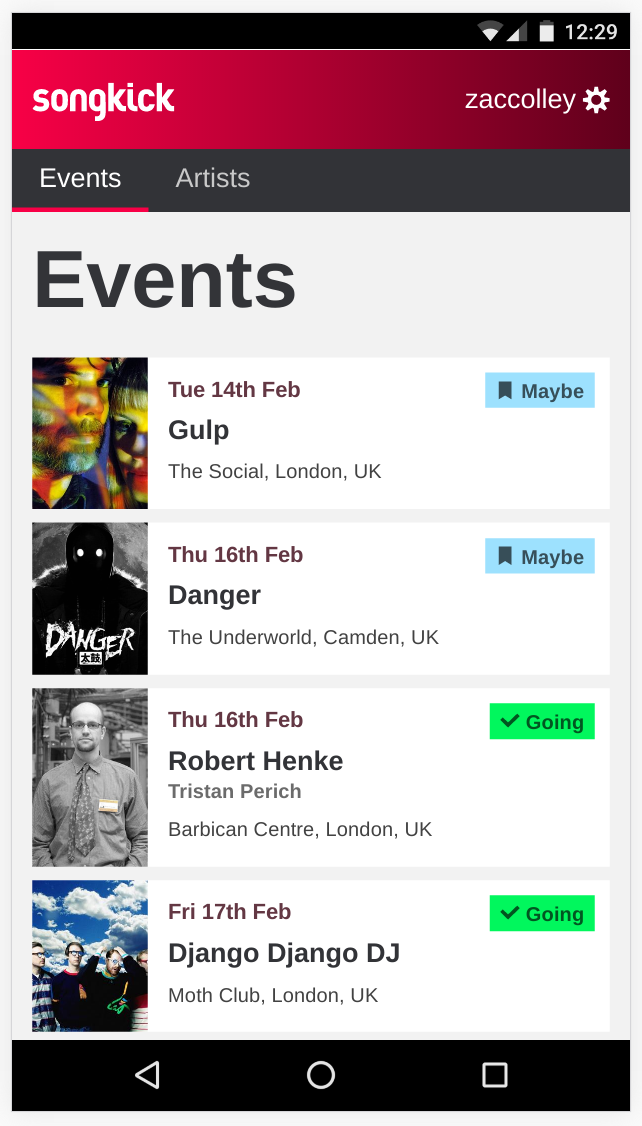 12:29
songkick
zaccolley
Events
Artists
Events
Tue 14th Feb
Maybe
Gulp
The Social, London, UK
Thu 16th Feb
Maybe
Danger
The Underworld, Camden, UK
DANGER
太鼓
Thu 16th Feb
Going
Robert Henke
Tristan Perich
Barbican Centre, London, UK
Fri 17th Feb
Going
Django Django DJ
Moth Club, London, UK